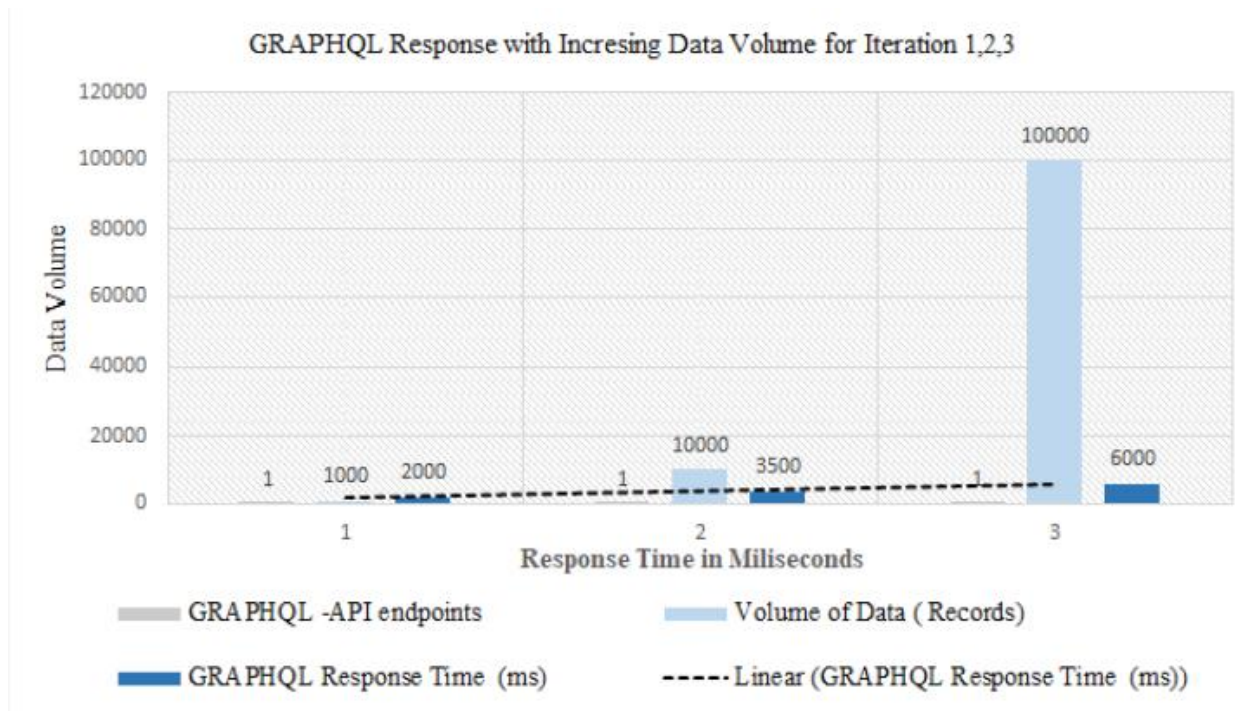 GRAPHQL Response with Incresing Data Volume for Iteration 1,2,3
120000
100000
80000
60000
40000
20000
0
Data Volume
1
1000
2000
1
10000
3500
1
100000
6000
1
2
3
Response Time in Miliseconds
GRAPHQL -API endpoints
Volume of Data ( Records)
GRAPHQL Response Time (ms)
Linear (GRAPHQL Response Time (ms))